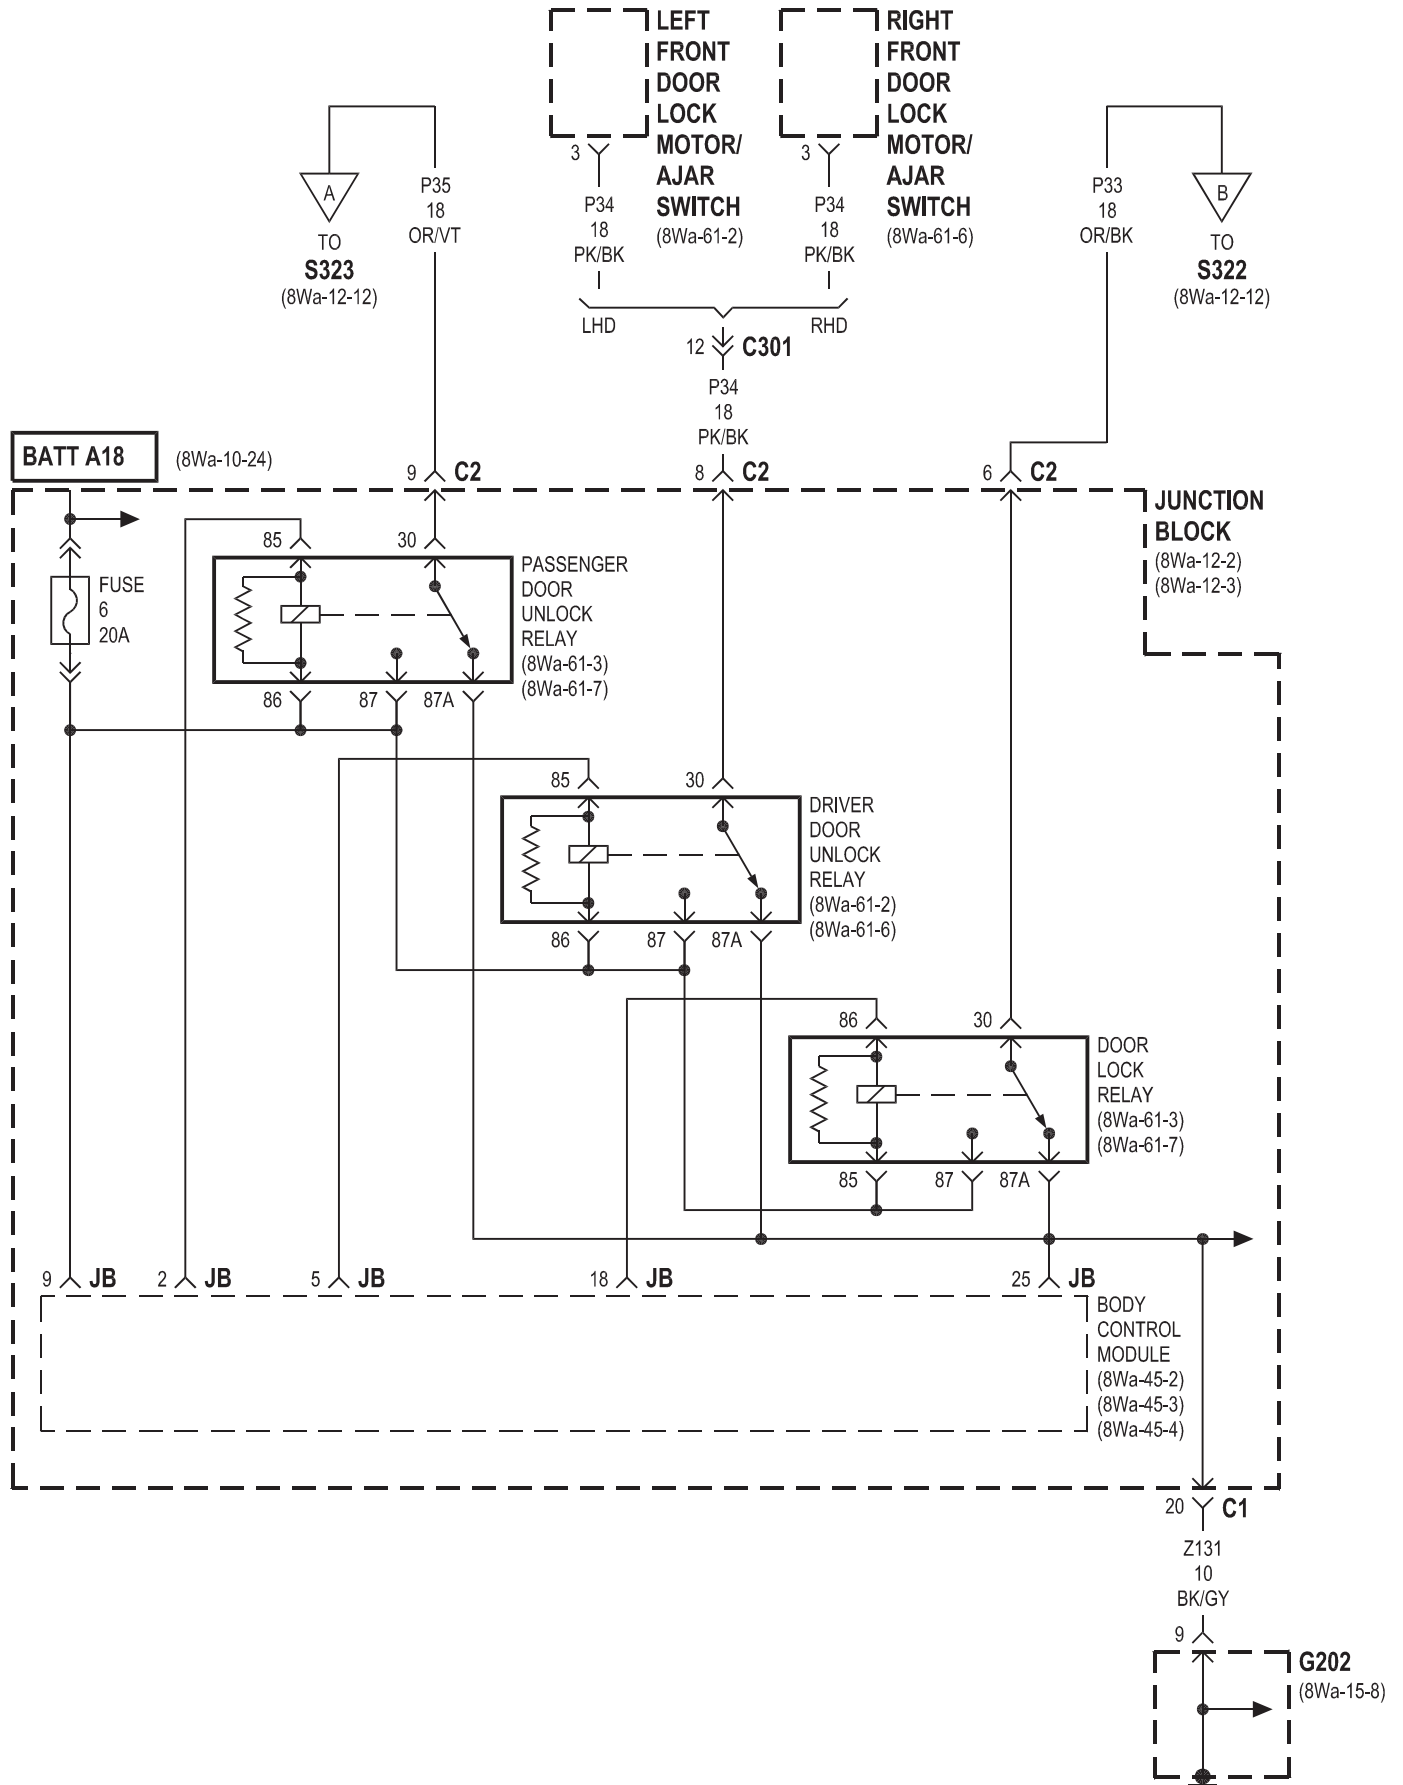 LEFT
FRONT
DOOR
LOCK
MOTOR/
AJAR
SWITCH
(8Wa-61-2)
RIGHT
FRONT
DOOR
LOCK
MOTOR/
AJAR
SWITCH
(8Wa-61-6)
3
3
A
TO
S323
(8Wa-12-12)
P35
18
OR/VT
P34
18
PK/BK
P34
18
PK/BK
P33
18
OR/BK
B
TO
S322
(8Wa-12-12)
LHD
RHD
12
C301
P34
18
PK/BK
BATT A18
(8Wa-10-24)
9
C2
8
C2
6
C2
JUNCTION
BLOCK
(8Wa-12-2)
(8Wa-12-3)
FUSE
6
20A
85
30
PASSENGER
DOOR
UNLOCK
RELAY
(8Wa-61-3)
(8Wa-61-7)
86
87
87A
85
30
DRIVER
DOOR
UNLOCK
RELAY
(8Wa-61-2)
(8Wa-61-6)
86
87
87A
86
30
DOOR
LOCK
RELAY
(8Wa-61-3)
(8Wa-61-7)
85
87
87A
9
JB
2
JB
5
JB
18
JB
25
JB
BODY
CONTROL
MODULE
(8Wa-45-2)
(8Wa-45-3)
(8Wa-45-4)
20
C1
Z131
10
BK/GY
9
G202
(8Wa-15-8)